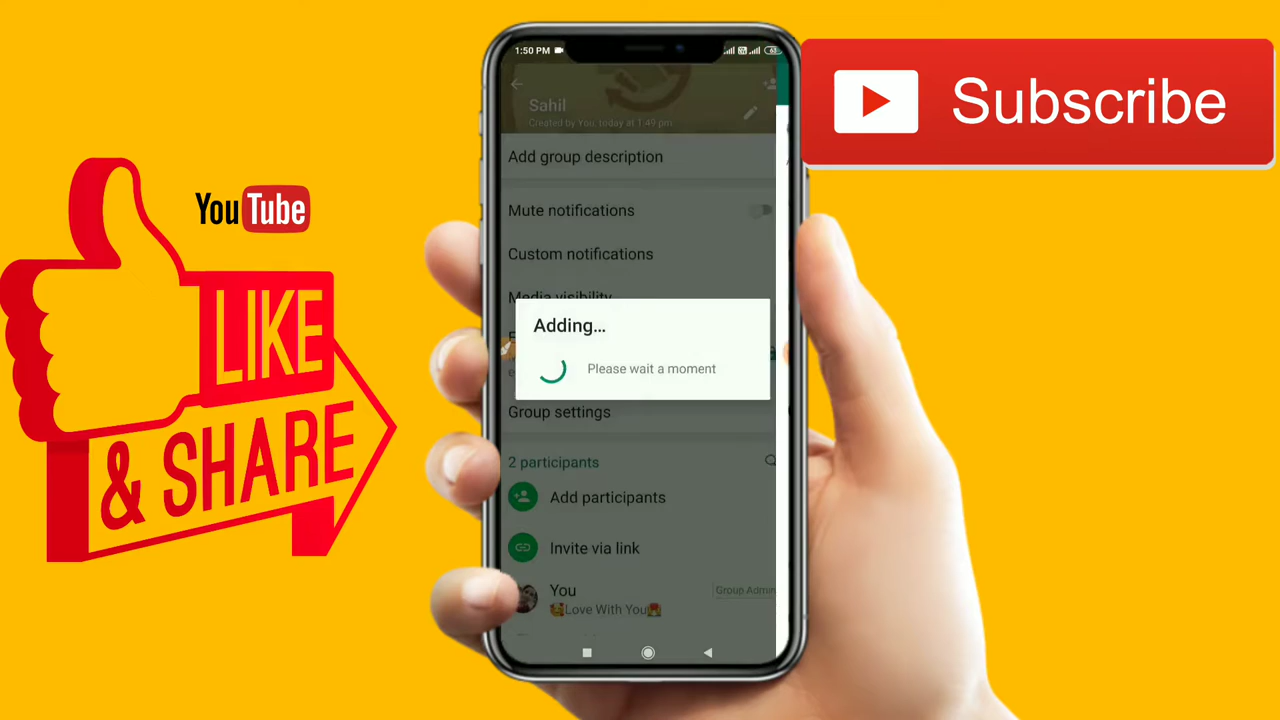 1:50 PM
Sahil
Created by You, today at 1:49 pm
Add group description
Mute notifications
Custom notifications
Media visibility
Adding...
Please wait a moment
Group settings
2 participants
Add participants
Invite via link
You
Group Admin
🥰Love With You
YouTube
LIKE
& SHARE
Subscribe